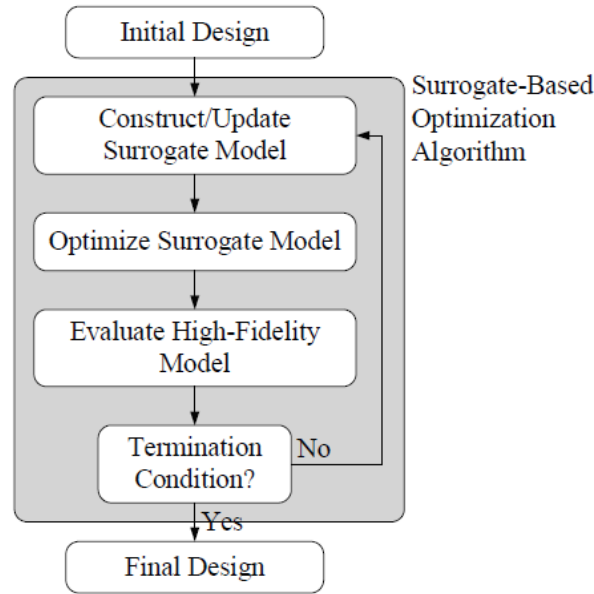 Initial Design
Surrogate-Based
Optimization
Algorithm
Construct/Update
Surrogate Model
Optimize Surrogate Model
Evaluate High-Fidelity
Model
Termination
Condition?
No
Yes
Final Design